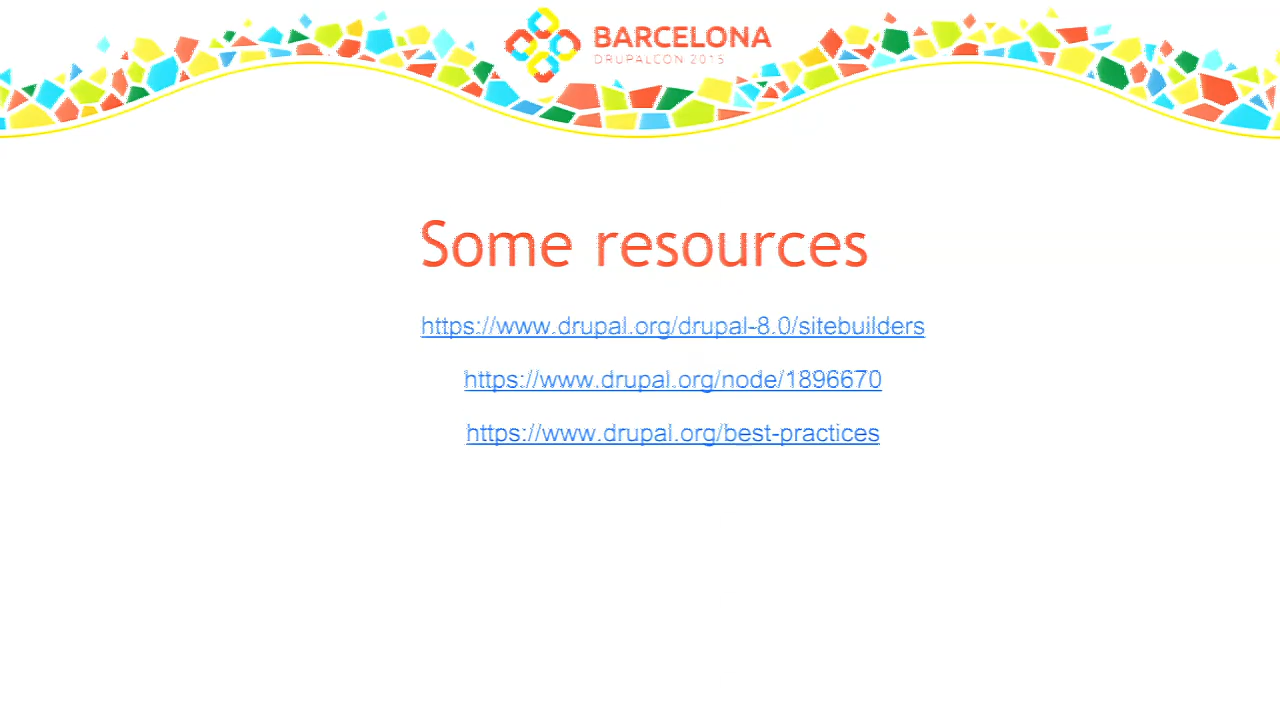 BARCELONA
DRUPALCON 2015
Some resources
https://www.drupal.org/drupal-8.0/sitebuilders
https://www.drupal.org/node/1896670
https://www.drupal.org/best-practices